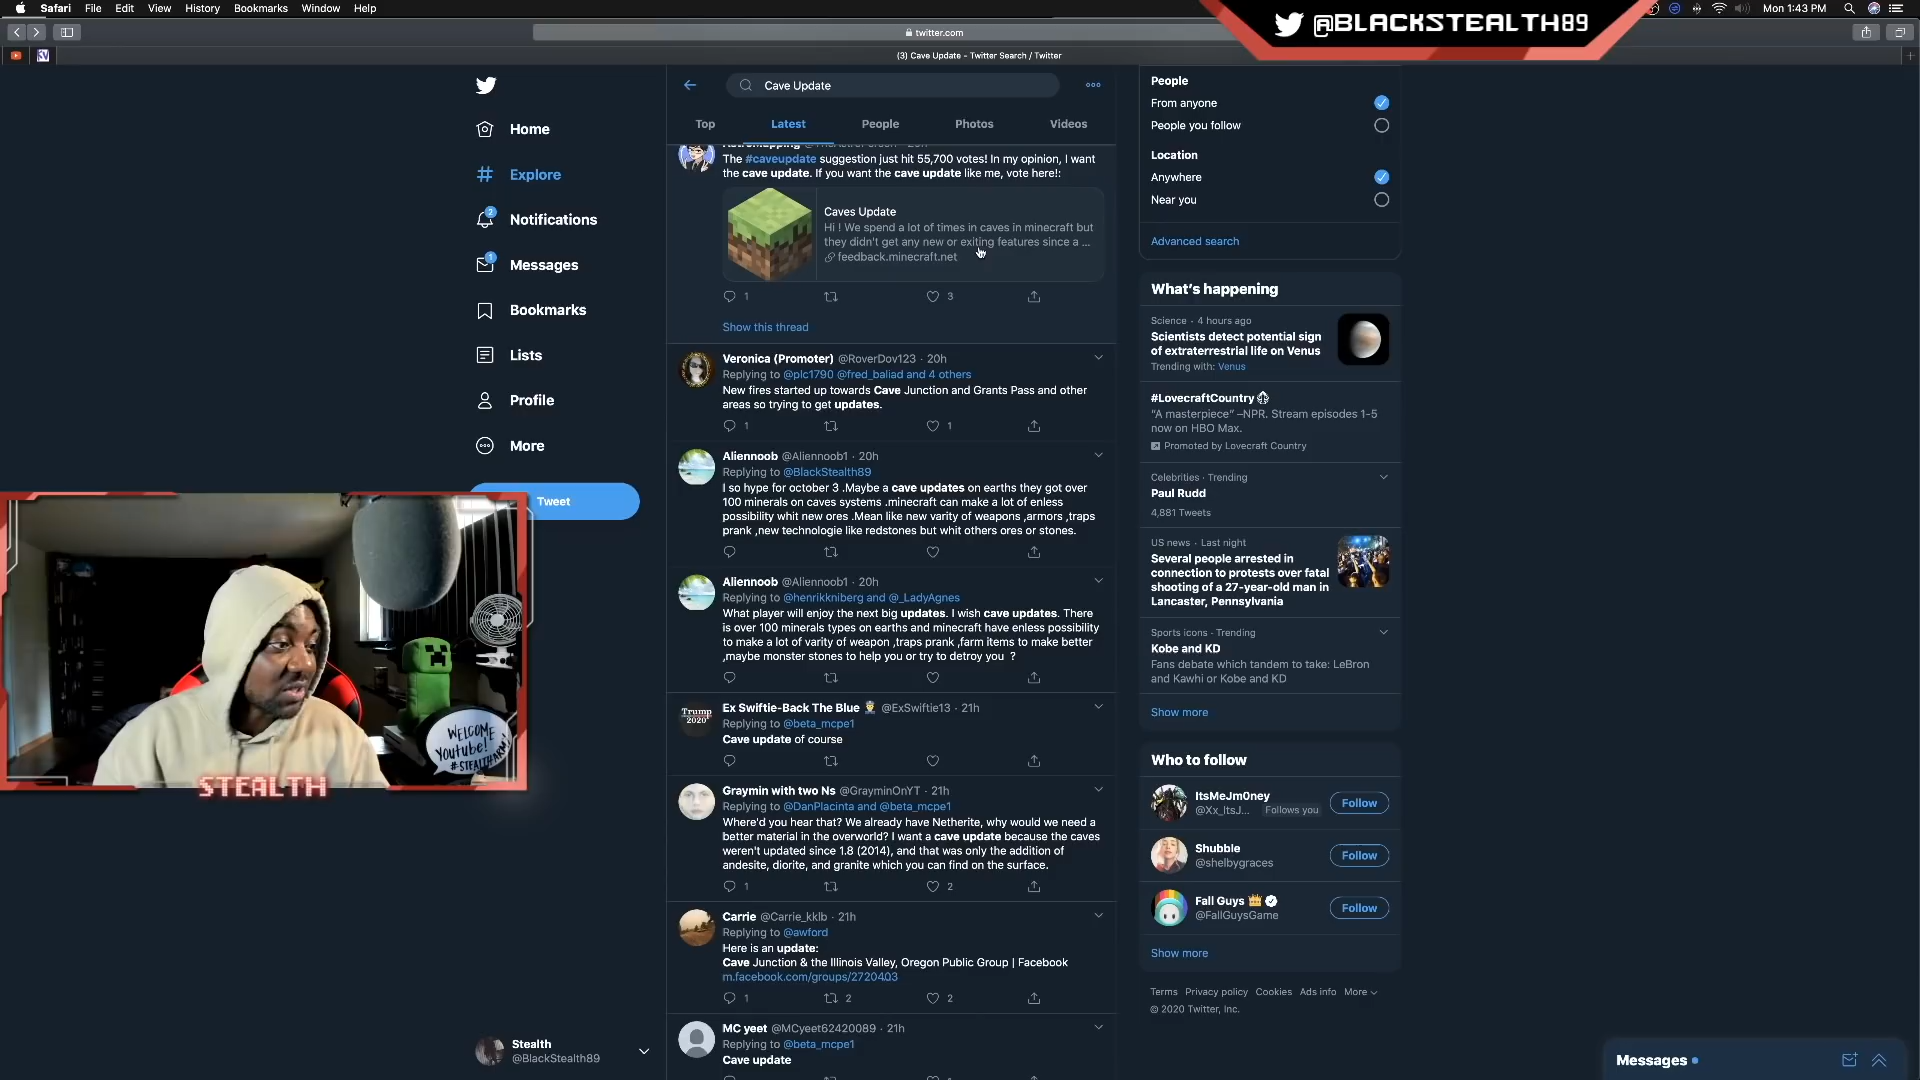 Safari File Edit View History Bookmarks Window Help
Mon 1:43 PM
@BLACKSTEALTH89
twitter.com
(3) Cave Update - Twitter Search / Twitter
Cave Update
Top Latest People Photos Videos
Home
Explore
2
Notifications
1
Messages
Bookmarks
Lists
Profile
More
Tweet
The #caveupdate suggestion just hit 55,700 votes! In my opinion, I want
the cave update. If you want the cave update like me, vote here!:
Caves Update
Hi ! We spend a lot of times in caves in minecraft but
they didn't get any new or exiting features since a ...
feedback.minecraft.net
1 3
Show this thread
Veronica (Promoter) @RoverDov123 · 20h
Replying to @plc1790 @fred_baliad and 4 others
New fires started up towards Cave Junction and Grants Pass and other
areas so trying to get updates.
1 1
Aliennoob @Aliennoob1 · 20h
Replying to @BlackStealth89
I so hype for october 3 .Maybe a cave updates on earths they got over
100 minerals on caves systems .minecraft can make a lot of enless
possibility whit new ores .Mean like new varity of weapons ,armors ,traps
prank ,new technologie like redstones but whit others ores or stones.
Aliennoob @Aliennoob1 · 20h
Replying to @henrikkniberg and @_LadyAgnes
What player will enjoy the next big updates. I wish cave updates. There
is over 100 minerals types on earths and minecraft have enless possibility
to make a lot of varity of weapon ,traps prank ,farm items to make better
,maybe monster stones to help you or try to detroy you ?
Trump
2020
Ex Swiftie-Back The Blue @ExSwiftie13 · 21h
Replying to @beta_mcpe1
Cave update of course
Graymin with two Ns @GrayminOnYT · 21h
Replying to @DanPlacinta and @beta_mcpe1
Where'd you hear that? We already have Netherite, why would we need a
better material in the overworld? I want a cave update because the caves
weren't updated since 1.8 (2014), and that was only the addition of
andesite, diorite, and granite which you can find on the surface.
1 2
Carrie @Carrie_kklb · 21h
Replying to @awford
Here is an update:
Cave Junction & the Illinois Valley, Oregon Public Group | Facebook
m.facebook.com/groups/2720403
1 2 2
MC yeet @MCyeet62420089 · 21h
Replying to @beta_mcpe1
Cave update
People
From anyone
People you follow
Location
Anywhere
Near you
Advanced search
What's happening
Science · 4 hours ago
Scientists detect potential sign
of extraterrestrial life on Venus
Trending with: Venus
#LovecraftCountry
"A masterpiece" –NPR. Stream episodes 1-5
now on HBO Max.
Promoted by Lovecraft Country
Celebrities · Trending
Paul Rudd
4,881 Tweets
US news · Last night
Several people arrested in
connection to protests over fatal
shooting of a 27-year-old man in
Lancaster, Pennsylvania
Sports icons · Trending
Kobe and KD
Fans debate which tandem to take: LeBron
and Kawhi or Kobe and KD
Show more
Who to follow
ItsMeJm0ney
@Xx_ItsJ... Follows you
Follow
Shubble
@shelbygraces
Follow
Fall Guys
@FallGuysGame
Follow
Show more
Terms Privacy policy Cookies Ads info More
© 2020 Twitter, Inc.
WELCOME
YouTube!
#STEALTHARMY
STEALTH
Stealth
@BlackStealth89
Messages